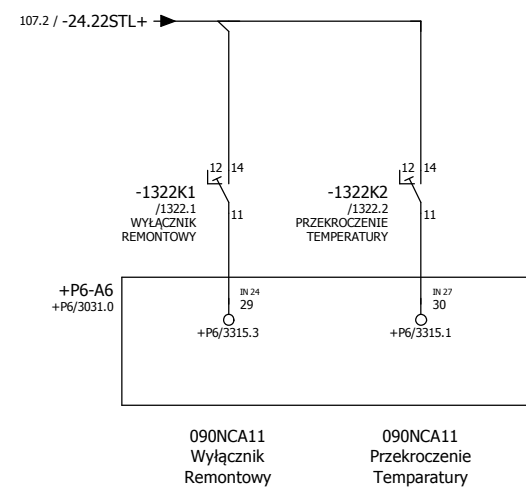 107.2 / -24.22STL+
12 14
12 14
-1322K1
/1322.1
WYŁĄCZNIK
REMONTOWY
11
-1322K2
/1322.2
PRZEKROCZENIE
TEMPERATURY
11
+P6-A6
+P6/3031.0
IN 24
29
+P6/3315.3
IN 27
30
+P6/3315.1
090NCA11
Wyłącznik
Remontowy
090NCA11
Przekroczenie
Temparatury